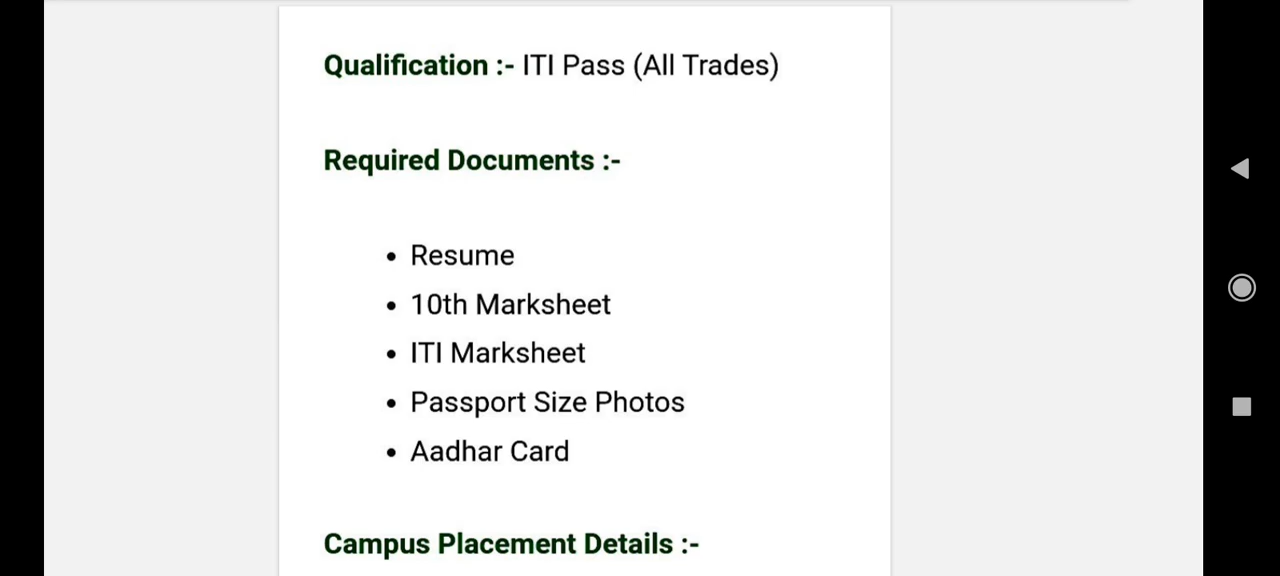 Qualification :- ITI Pass (All Trades)
Required Documents :-
• Resume
• 10th Marksheet
• ITI Marksheet
• Passport Size Photos
• Aadhar Card
Campus Placement Details :-